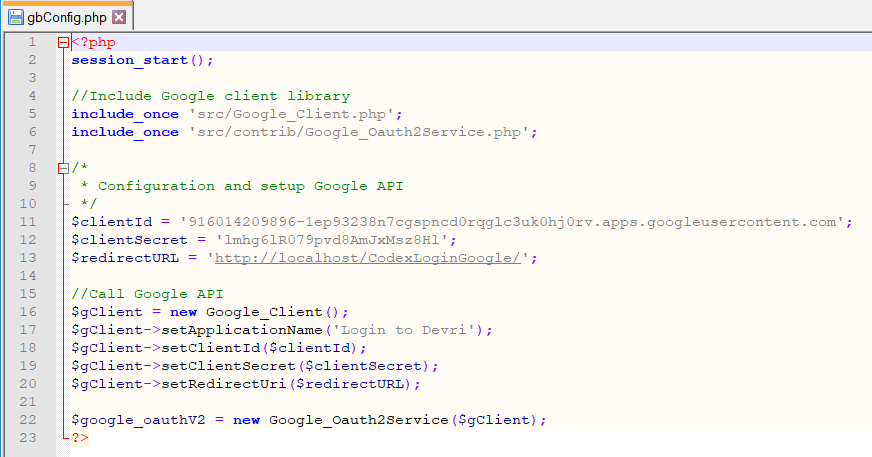 gbConfig.php
1 <?php
2 session_start();
3
4 //Include Google client library
5 include_once 'src/Google_Client.php';
6 include_once 'src/contrib/Google_Oauth2Service.php';
7
8 /*
9 * Configuration and setup Google API
10 */
11 $clientId = '916014209896-1ep93238n7cgspncd0rqglc3uk0hj0rv.apps.googleusercontent.com';
12 $clientSecret = 'lmhg6lR079pvd8AmJxMsz8Hl';
13 $redirectURL = 'http://localhost/CodexLoginGoogle/';
14
15 //Call Google API
16 $gClient = new Google_Client();
17 $gClient->setApplicationName('Login to Devri');
18 $gClient->setClientId($clientId);
19 $gClient->setClientSecret($clientSecret);
20 $gClient->setRedirectUri($redirectURL);
21
22 $google_oauthV2 = new Google_Oauth2Service($gClient);
23 ?>